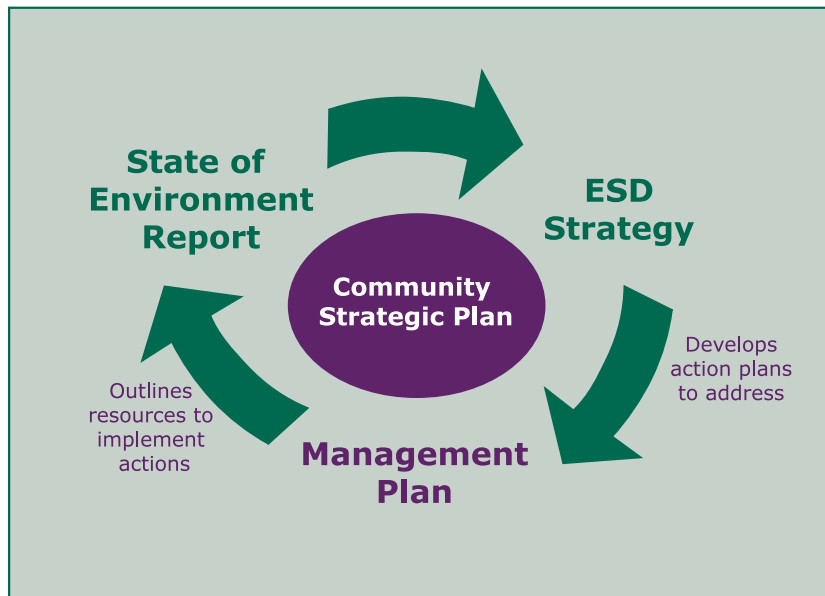 State of
Environment
Report
ESD
Strategy
Community
Strategic Plan
Develops
action plans
to address
Outlines
resources to
implement
actions
Management
Plan